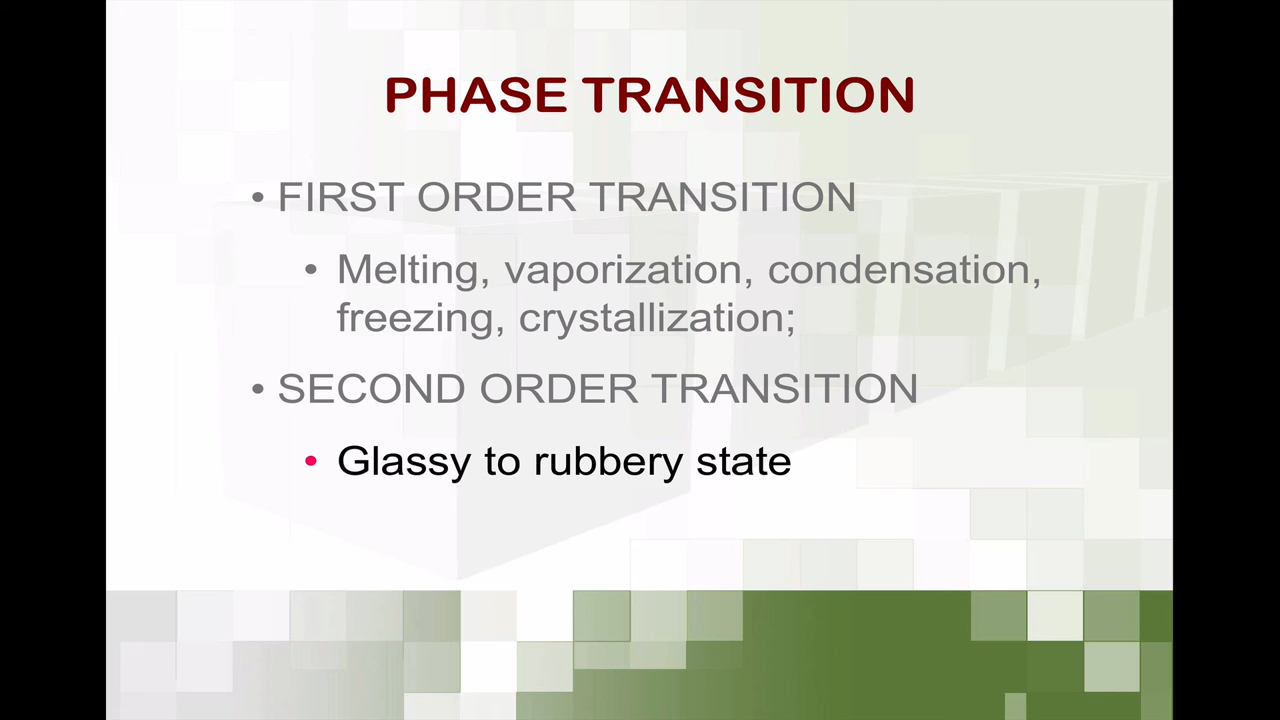 PHASE TRANSITION
• FIRST ORDER TRANSITION
• Melting, vaporization, condensation,
freezing, crystallization;
• SECOND ORDER TRANSITION
• Glassy to rubbery state